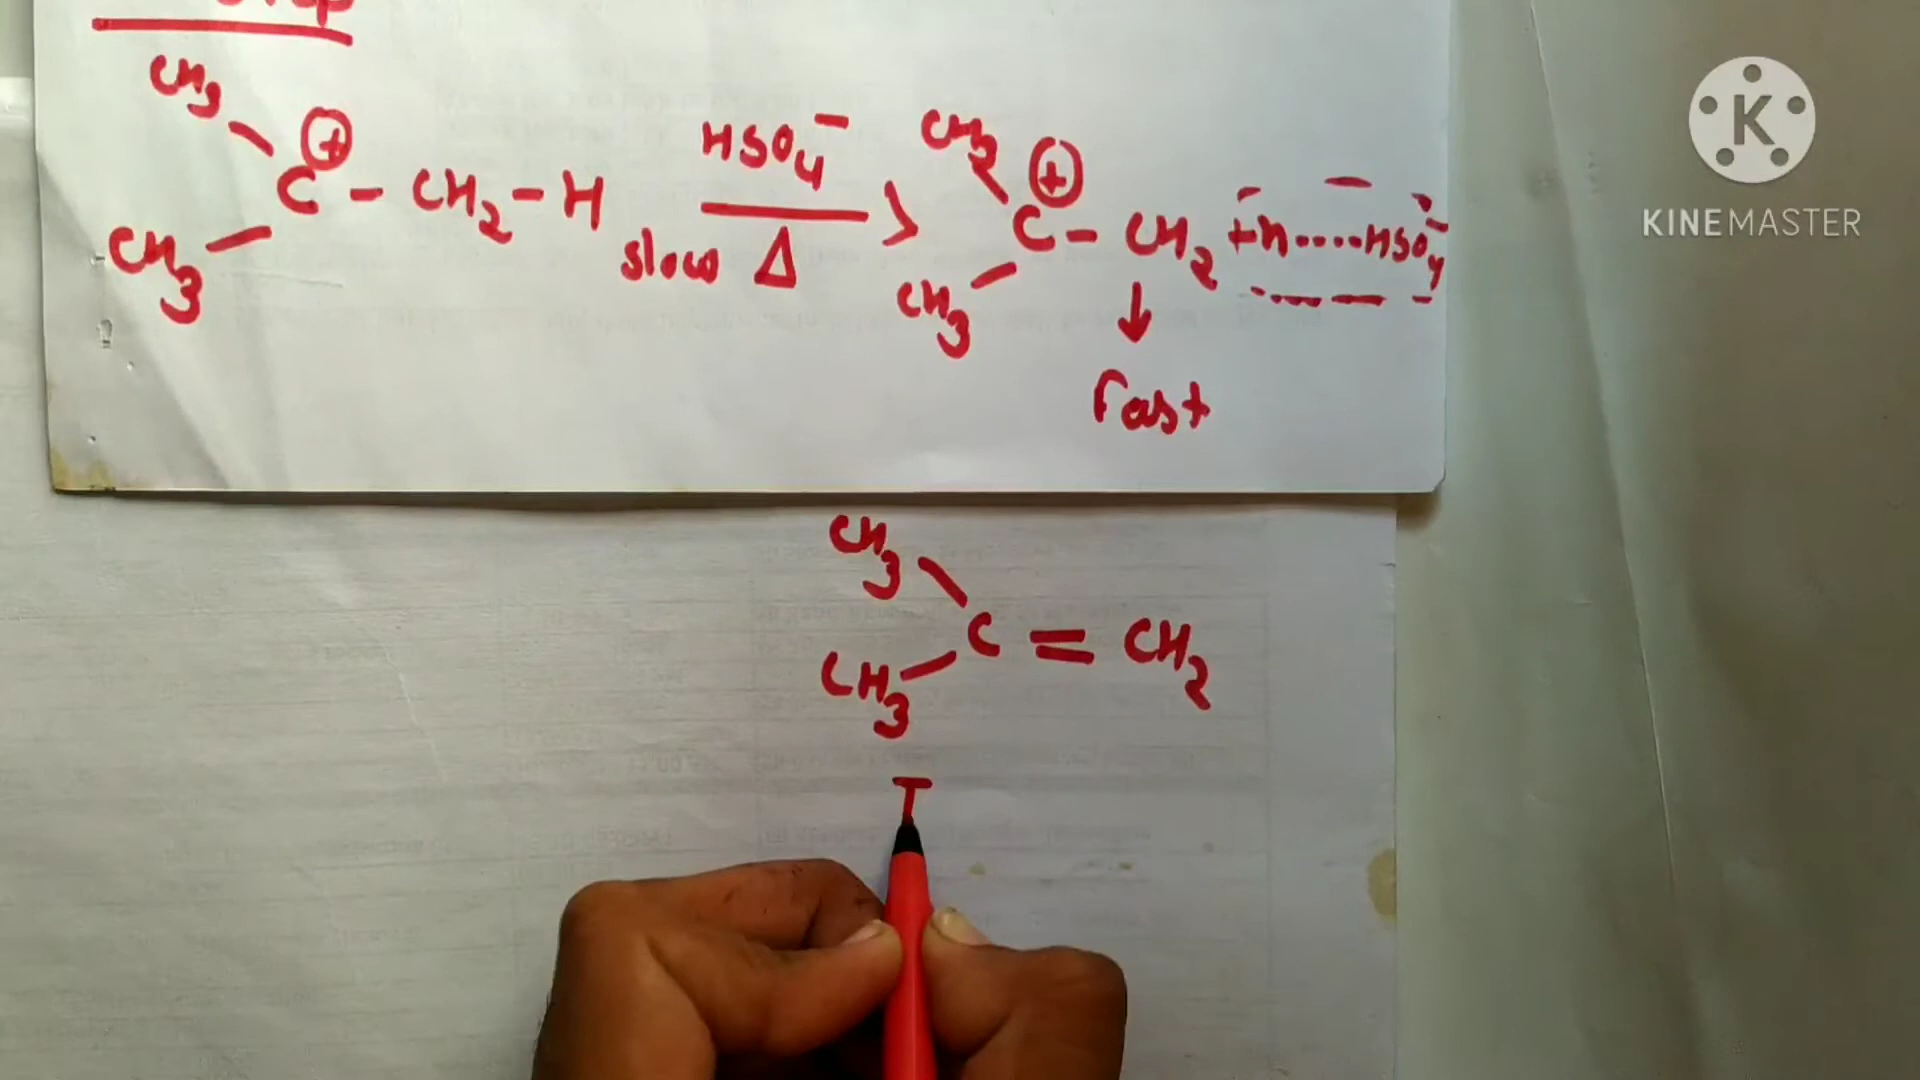 CH3
C⊕ - CH2 - H
CH3
HSO4⁻
slow Δ
CH3
C⊕ - CH2 + H ..... HSO4⁻
CH3
↓
Fast
CH3
C = CH2
CH3
I
KINEMASTER